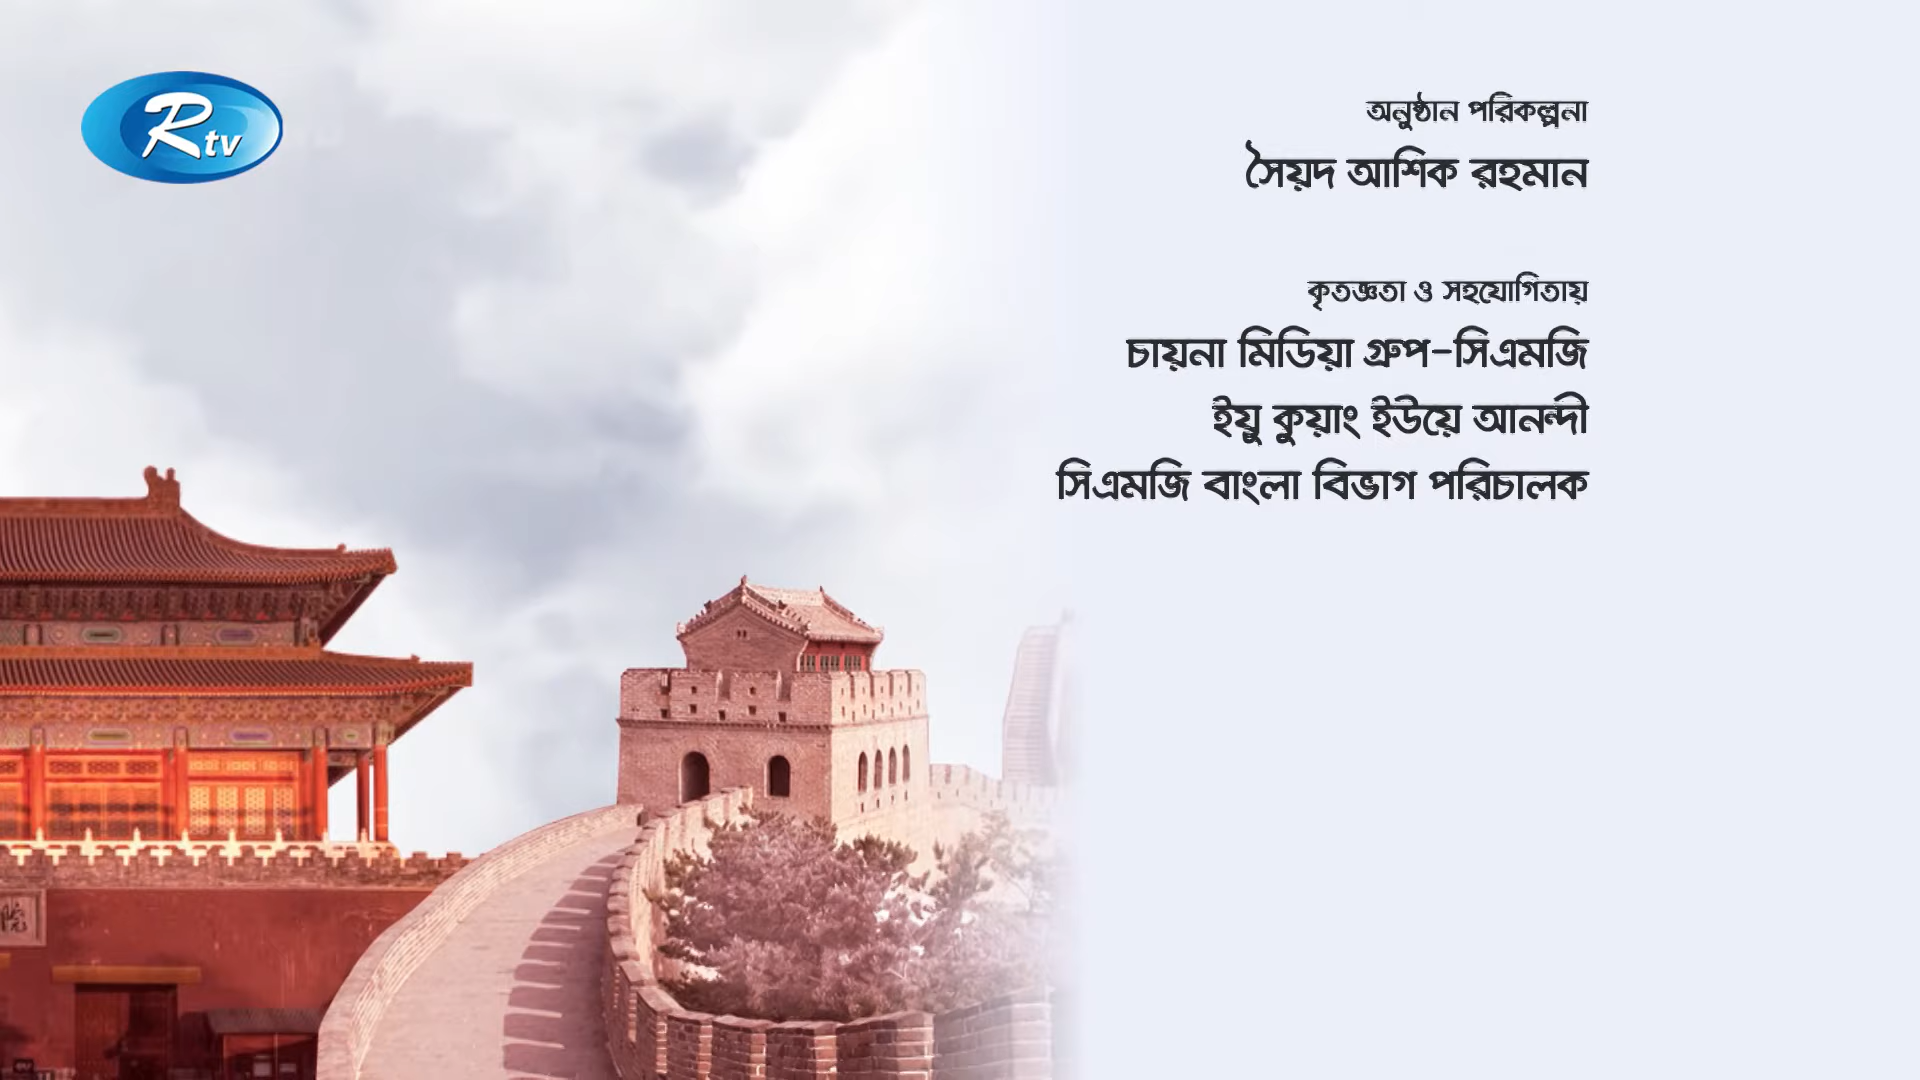 Rtv
অনুষ্ঠান পরিকল্পনা
সৈয়দ আশিক রহমান
কৃতজ্ঞতা ও সহযোগিতায়
চায়না মিডিয়া গ্রুপ-সিএমজি
ইয়ু কুয়াং ইউয়ে আনন্দী
সিএমজি বাংলা বিভাগ পরিচালক